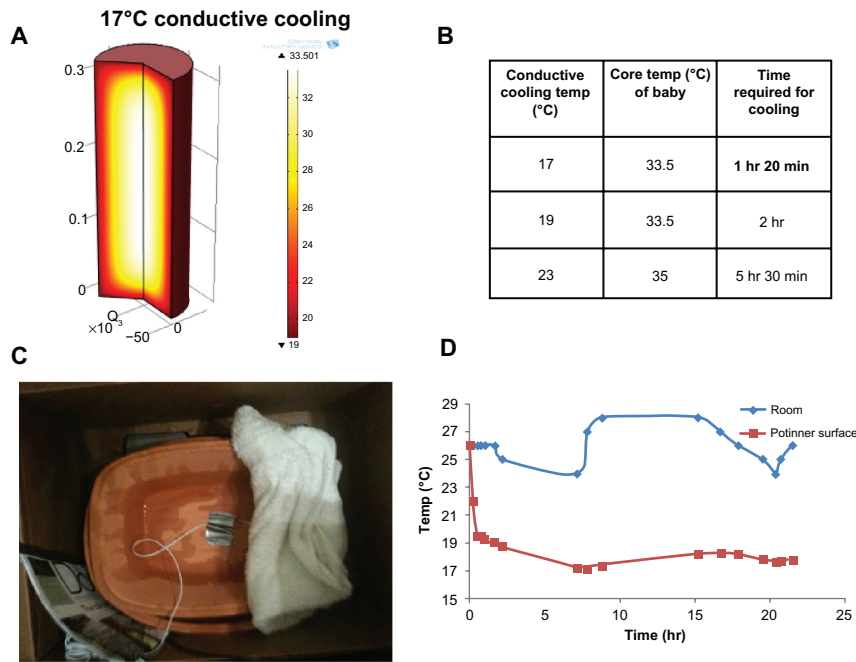 17°C conductive cooling
A
33.501
0.3
0.2
0.1
0
Q
×10⁻³
−50
0
32
30
28
26
24
22
20
19
B
Conductive cooling temp (°C)
Core temp (°C) of baby
Time required for cooling
17
33.5
1 hr 20 min
19
33.5
2 hr
23
35
5 hr 30 min
C
D
29
27
25
23
21
19
17
15
Temp (°C)
Room
Potinner surface
0
5
10
15
20
25
Time (hr)